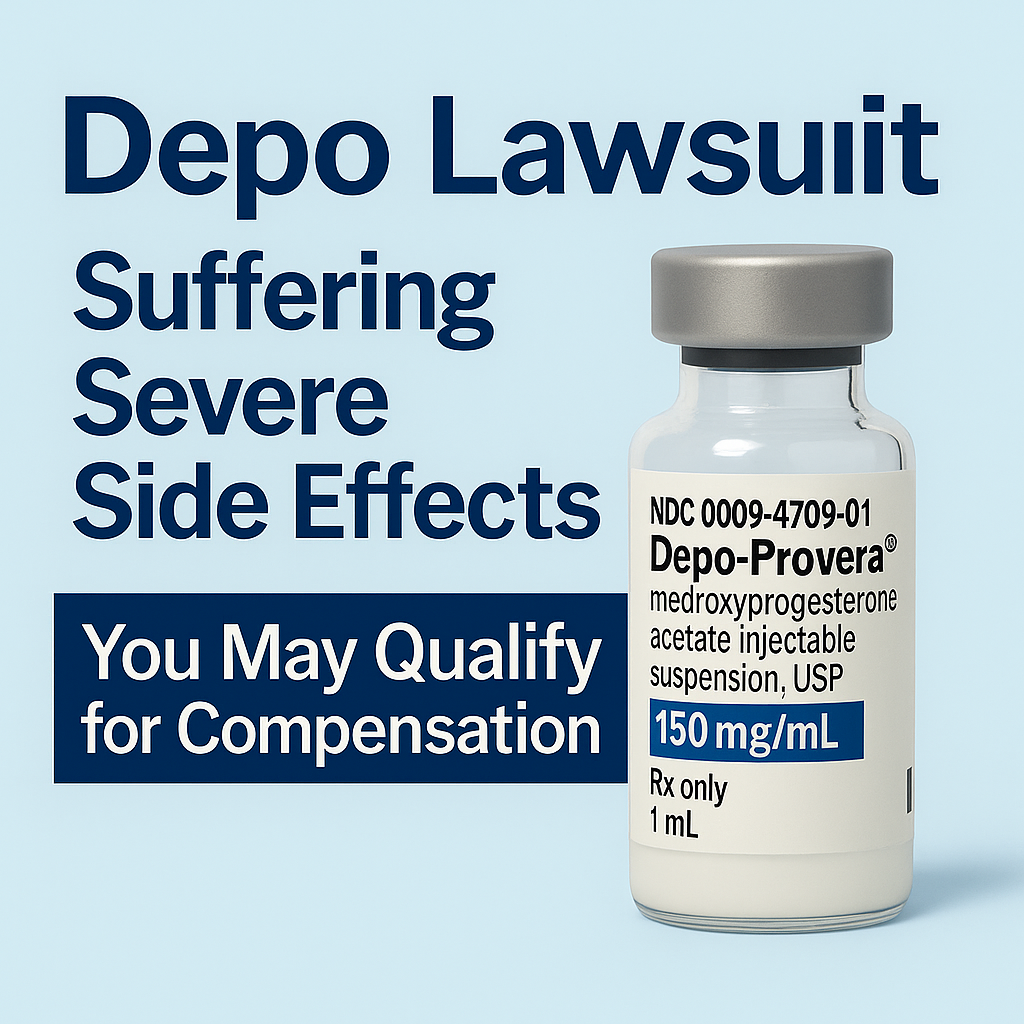 Depo Lawsuit
Suffering
Severe
Side Effects
You May Qualify
for Compensation
NDC 0009-4709-01
Depo-Provera®
medroxyprogesterone
acetate injectable
suspension, USP
150 mg/mL
Rx only
1 mL